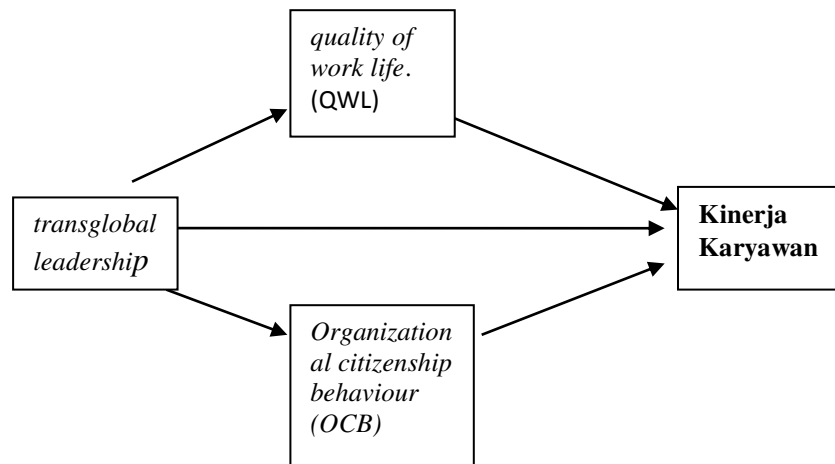 quality of
work life.
(QWL)
transglobal
leadership
Kinerja
Karyawan
Organization
al citizenship
behaviour
(OCB)